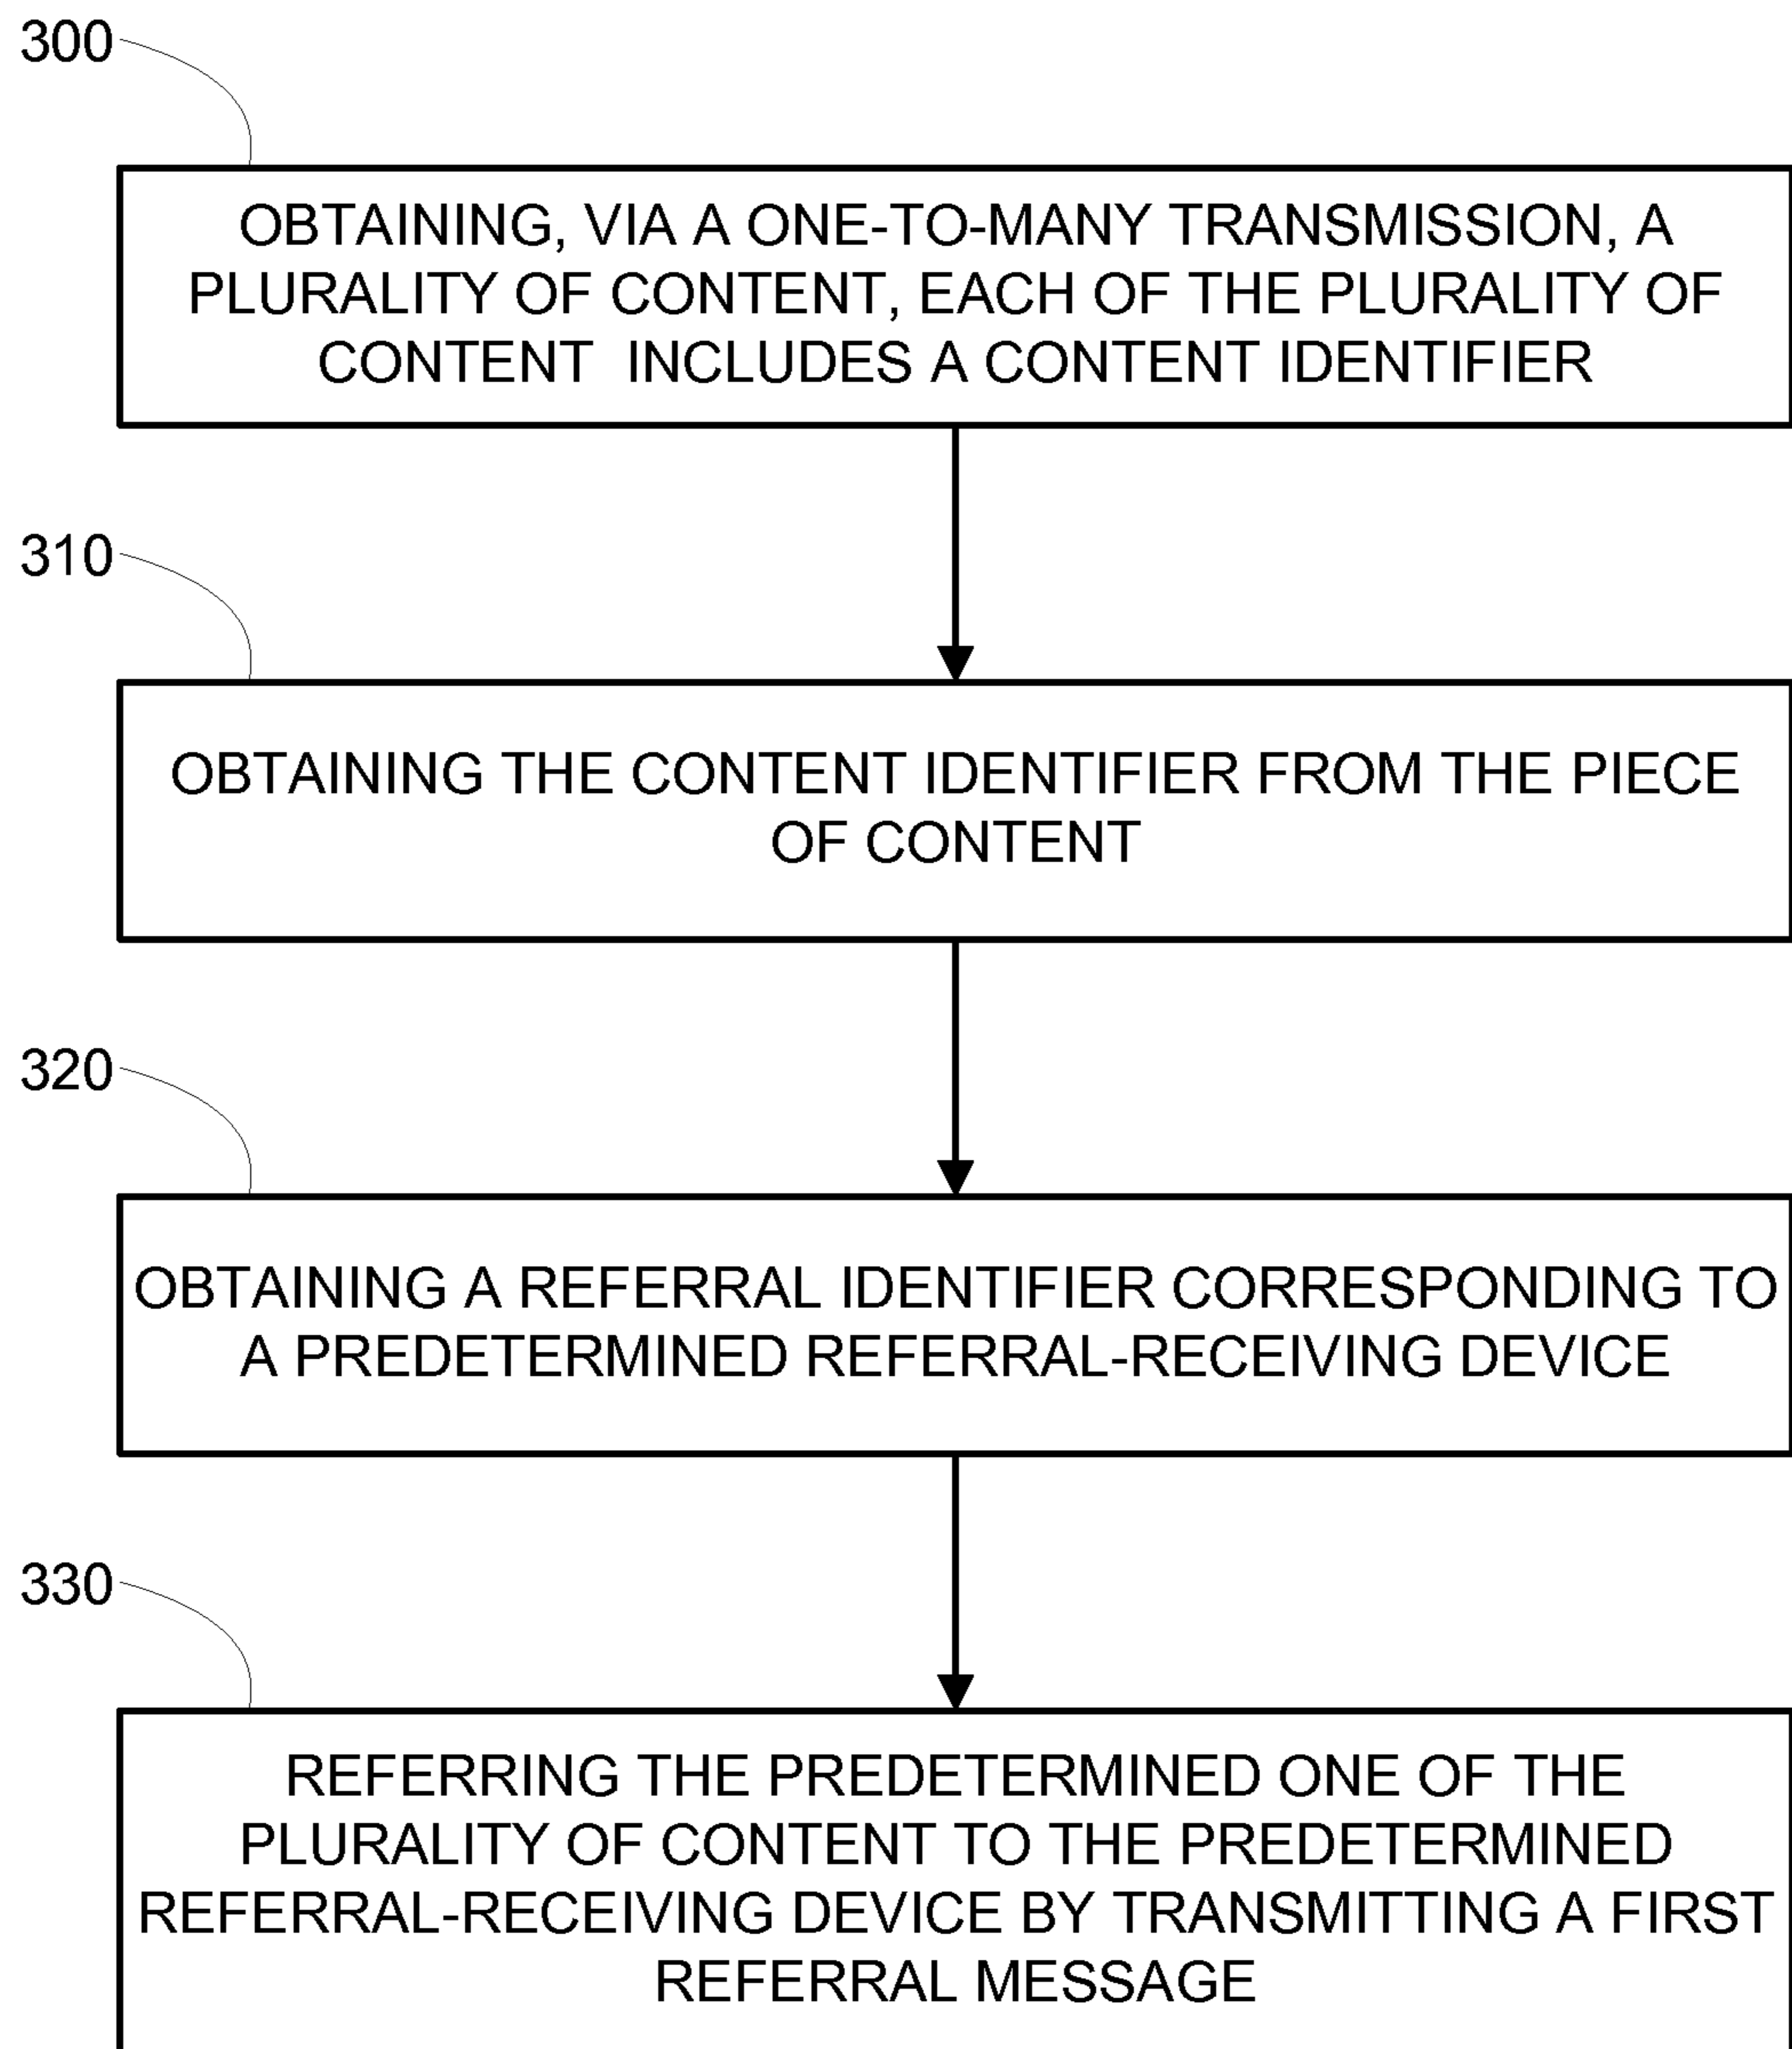 300
OBTAINING, VIA A ONE-TO-MANY TRANSMISSION, A
PLURALITY OF CONTENT, EACH OF THE PLURALITY OF
CONTENT  INCLUDES A CONTENT IDENTIFIER
310
OBTAINING THE CONTENT IDENTIFIER FROM THE PIECE
OF CONTENT
320
OBTAINING A REFERRAL IDENTIFIER CORRESPONDING TO
A PREDETERMINED REFERRAL-RECEIVING DEVICE
330
REFERRING THE PREDETERMINED ONE OF THE
PLURALITY OF CONTENT TO THE PREDETERMINED
REFERRAL-RECEIVING DEVICE BY TRANSMITTING A FIRST
REFERRAL MESSAGE